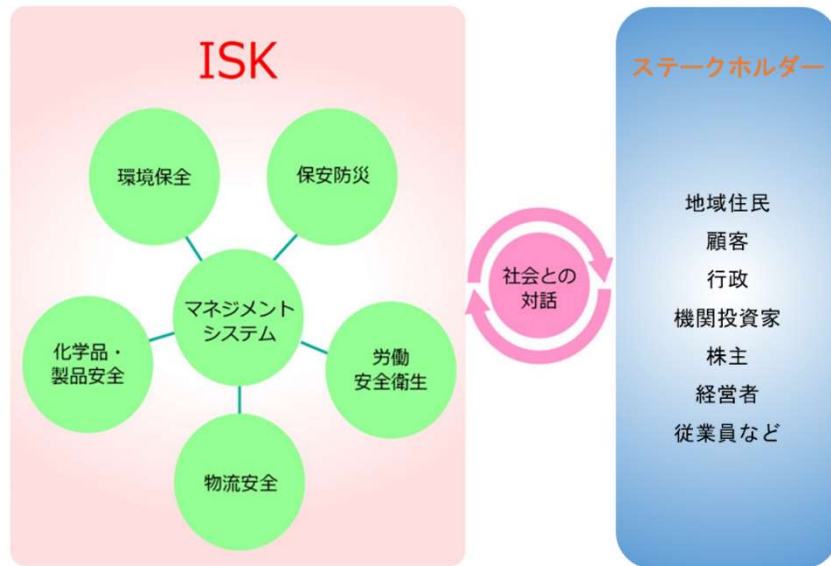 ISK
環境保全
保安防災
マネジメント
システム
化学品・
製品安全
労働
安全衛生
物流安全
社会との
対話
ステークホルダー
地域住民
顧客
行政
機関投資家
株主
経営者
従業員など